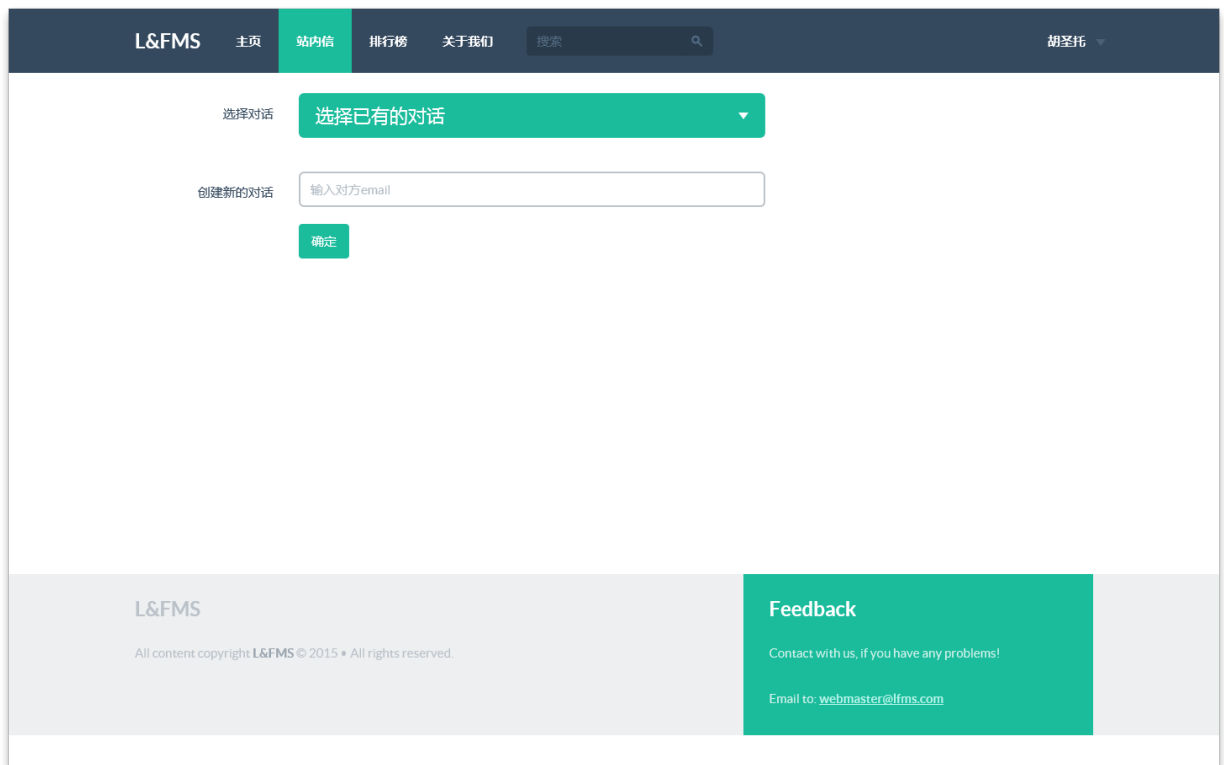 L&FMS 主页 站内信 排行榜 关于我们 搜索 胡圣托
选择对话 选择已有的对话
创建新的对话 输入对方email
确定
L&FMS
All content copyright L&FMS © 2015 • All rights reserved.
Feedback
Contact with us, if you have any problems!
Email to: webmaster@lfms.com